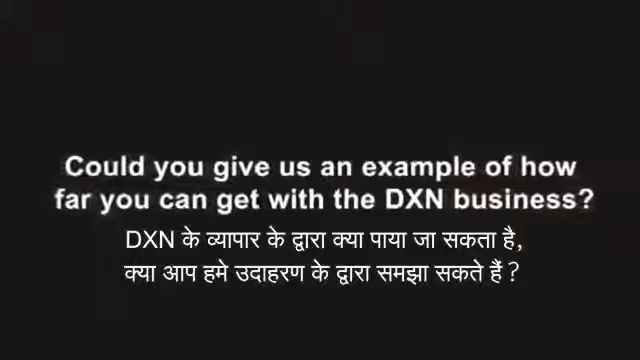 Could you give us an example of how
far you can get with the DXN business?
DXN के व्यापार के द्वारा क्या पाया जा सकता है,
क्या आप हमे उदाहरण के द्वारा समझा सकते हैं ?